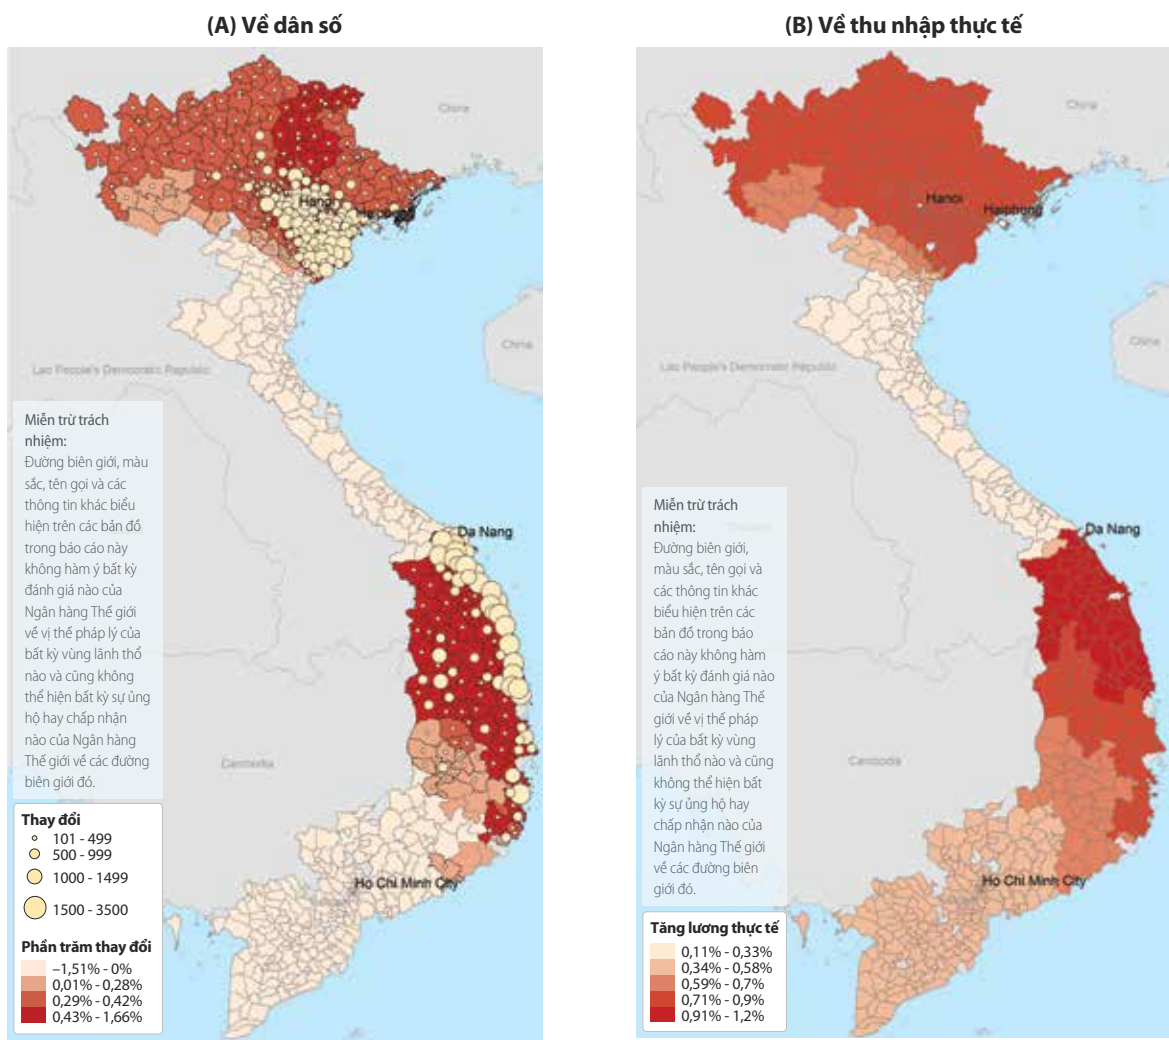 (A) Về dân số
China
Hanoi
Haiphong
China
Lao People's Democratic Republic
Miễn trừ trách
nhiệm:
Đường biên giới, màu
sắc, tên gọi và các
thông tin khác biểu
hiện trên các bản đồ
trong báo cáo này
không hàm ý bất kỳ
đánh giá nào của
Ngân hàng Thế giới
về vị thế pháp lý của
bất kỳ vùng lãnh thổ
nào và cũng không
thể hiện bất kỳ sự ủng
hộ hay chấp nhận
nào của Ngân hàng
Thế giới về các đường
biên giới đó.
Da Nang
Cambodia
Ho Chi Minh City
Thay đổi
101 - 499
500 - 999
1000 - 1499
1500 - 3500
Phần trăm thay đổi
–1,51% - 0%
0,01% - 0,28%
0,29% - 0,42%
0,43% - 1,66%
(B) Về thu nhập thực tế
China
Hanoi
Haiphong
China
Lao People's Democratic Republic
Miễn trừ trách
nhiệm:
Đường biên giới,
màu sắc, tên gọi và
các thông tin khác
biểu hiện trên các
bản đồ trong báo
cáo này không hàm
ý bất kỳ đánh giá nào
của Ngân hàng Thế
giới về vị thế pháp
lý của bất kỳ vùng
lãnh thổ nào và cũng
không thể hiện bất
kỳ sự ủng hộ hay
chấp nhận nào của
Ngân hàng Thế giới
về các đường biên
giới đó.
Da Nang
Cambodia
Ho Chi Minh City
Tăng lương thực tế
0,11% - 0,33%
0,34% - 0,58%
0,59% - 0,7%
0,71% - 0,9%
0,91% - 1,2%